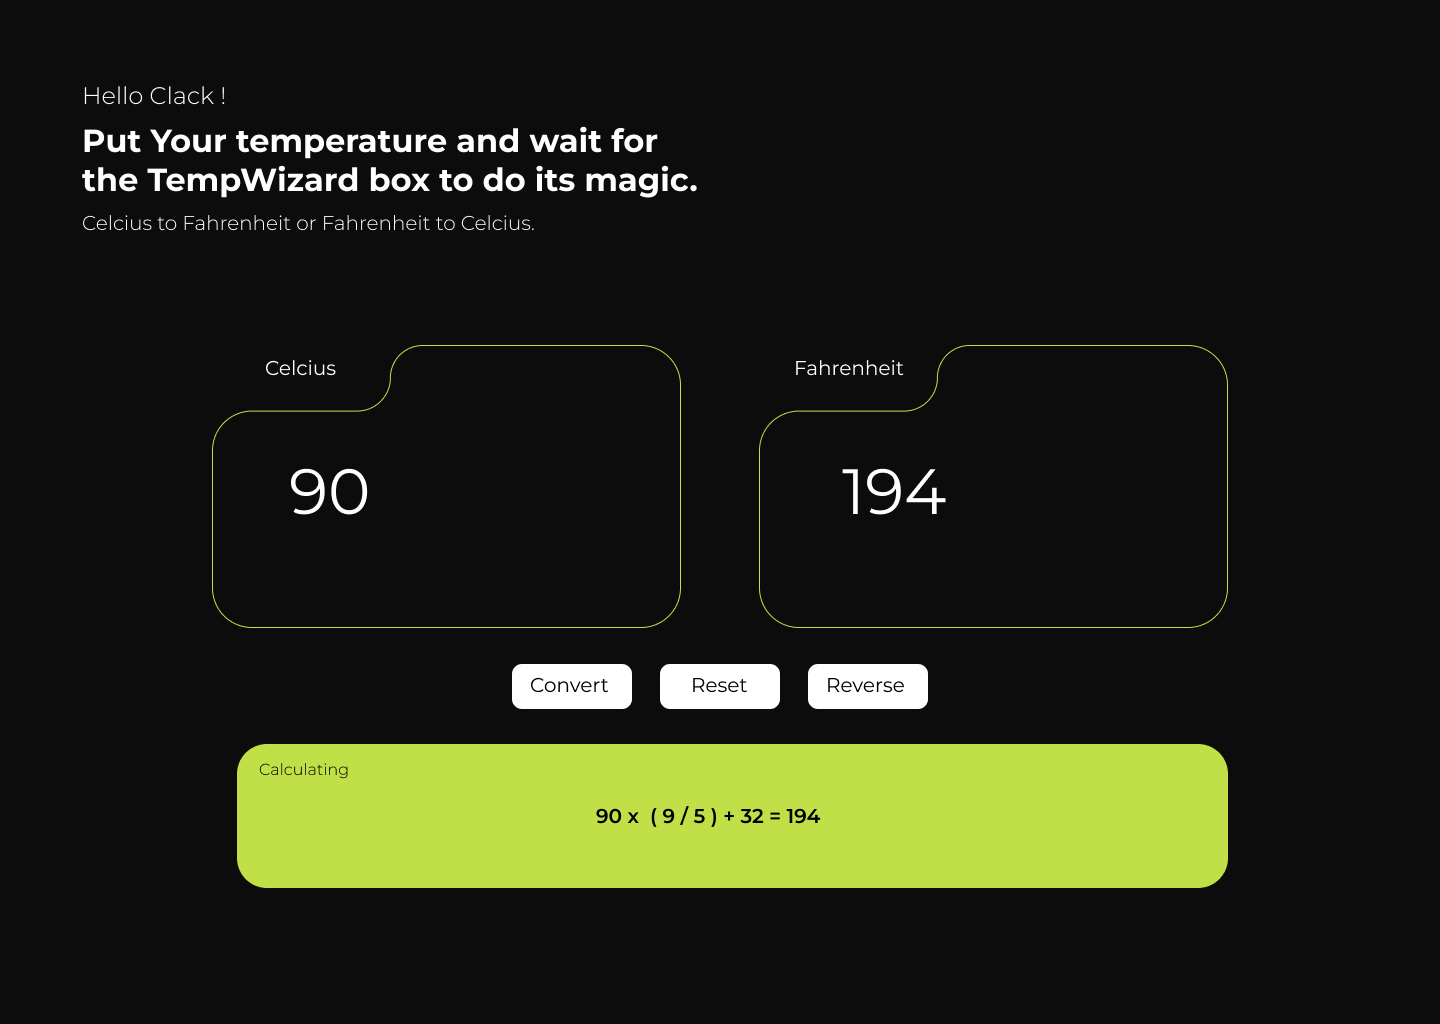 Hello Clack !
Put Your temperature and wait for
the TempWizard box to do its magic.
Celcius to Fahrenheit or Fahrenheit to Celcius.
Celcius
Fahrenheit
90
194
Convert
Reset
Reverse
Calculating
90 x  ( 9 / 5 ) + 32 = 194